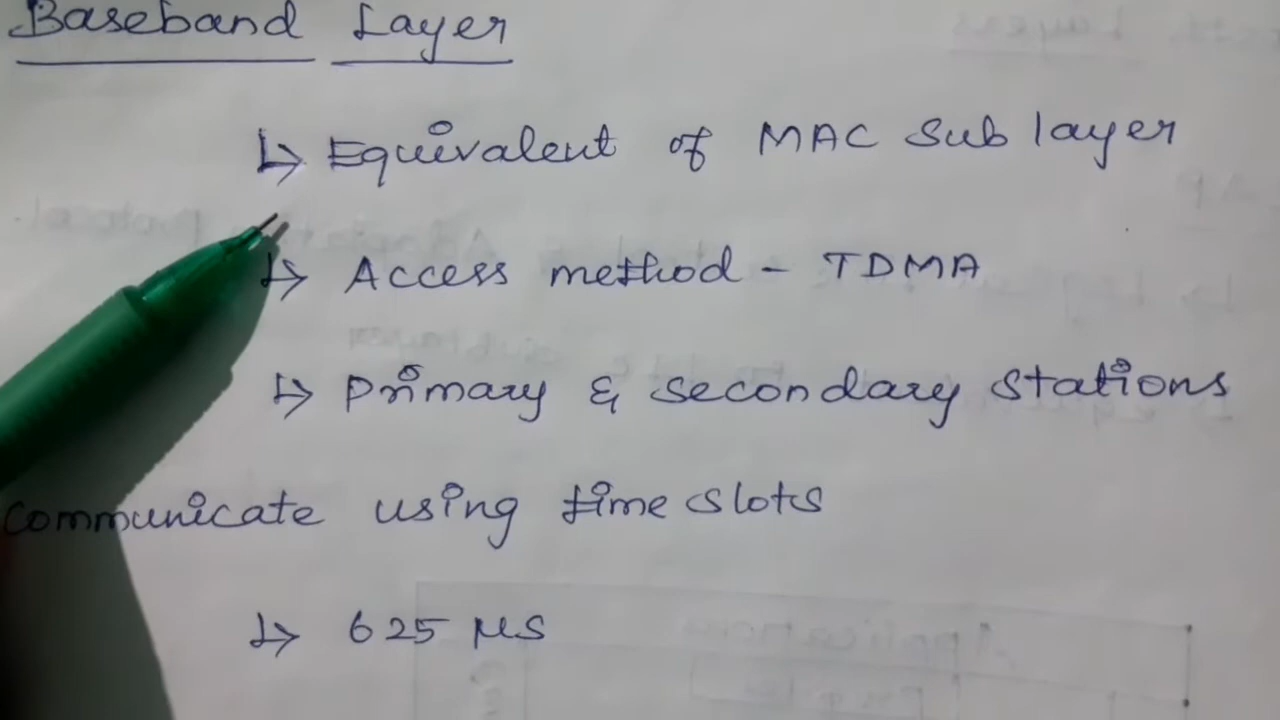 Baseband Layer
↳ Equivalent of MAC Sub layer
↳ Access method - TDMA
↳ Primary & secondary stations
communicate using time slots
↳ 625 μs